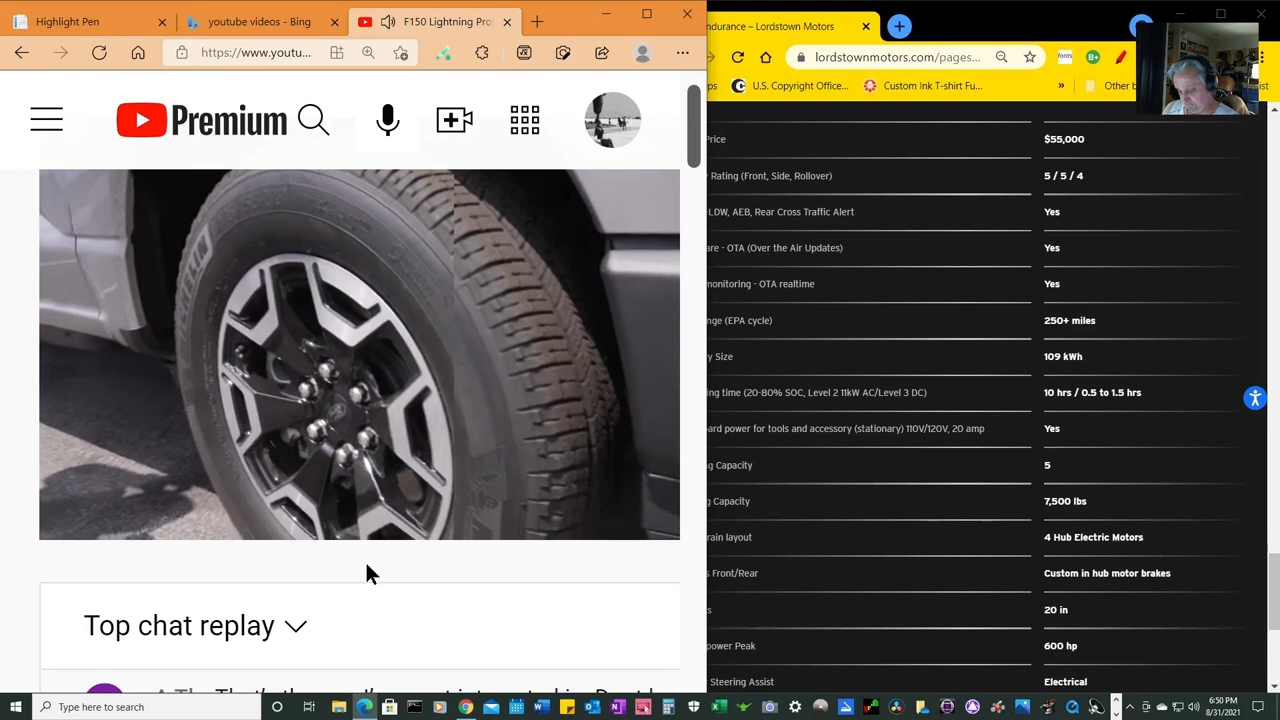 Highlight Pen
youtube videos - Bing
F150 Lightning Pro
ndurance – Lordstown Motors
https://www.youtu...
lordstownmotors.com/pages...
fonts
ps
U.S. Copyright Office...
Custom Ink T-shirt Fu...
»
Other b
ist
Premium
Price
$55,000
Rating (Front, Side, Rollover)
5 / 5 / 4
LDW, AEB, Rear Cross Traffic Alert
Yes
are - OTA (Over the Air Updates)
Yes
monitoring - OTA realtime
Yes
nge (EPA cycle)
250+ miles
y Size
109 kWh
ing time (20-80% SOC, Level 2 11kW AC/Level 3 DC)
10 hrs / 0.5 to 1.5 hrs
oard power for tools and accessory (stationary) 110V/120V, 20 amp
Yes
g Capacity
5
g Capacity
7,500 lbs
rain layout
4 Hub Electric Motors
s Front/Rear
Custom in hub motor brakes
s
20 in
power Peak
600 hp
Steering Assist
Electrical
Top chat replay
Type here to search
6:50 PM
8/31/2021